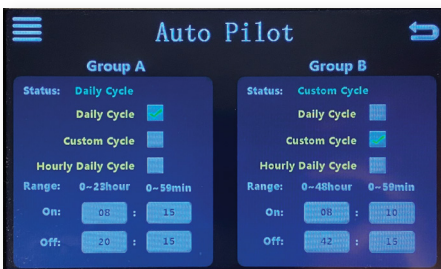 Auto Pilot
Group A
Status: Daily Cycle
Daily Cycle
Custom Cycle
Hourly Daily Cycle
Range: 0~23hour 0~59min
On: 08 : 15
Off: 20 : 15
Group B
Status: Custom Cycle
Daily Cycle
Custom Cycle
Hourly Daily Cycle
Range: 0~48hour 0~59min
On: 08 : 10
Off: 42 : 15